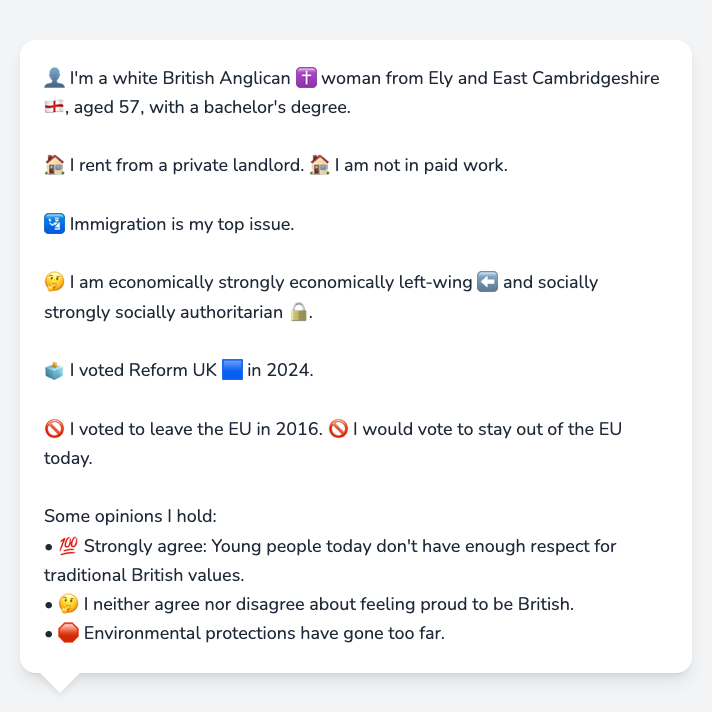 👤 I'm a white British Anglican ✝️ woman from Ely and East Cambridgeshire
🏴󠁧󠁢󠁥󠁮󠁧󠁿, aged 57, with a bachelor's degree.
🏠 I rent from a private landlord. 🏠 I am not in paid work.
🛂 Immigration is my top issue.
🤔 I am economically strongly economically left-wing ⬅️ and socially
strongly socially authoritarian 🔒.
🗳️ I voted Reform UK 🟦 in 2024.
🚫 I voted to leave the EU in 2016. 🚫 I would vote to stay out of the EU
today.
Some opinions I hold:
• 💯 Strongly agree: Young people today don't have enough respect for
traditional British values.
• 🤔 I neither agree nor disagree about feeling proud to be British.
• 🛑 Environmental protections have gone too far.